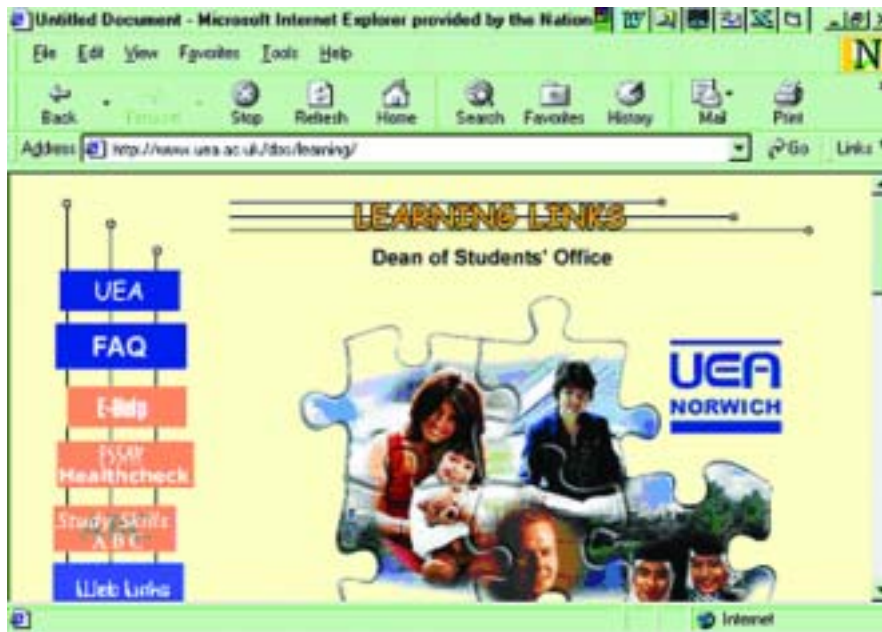 Untitled Document - Microsoft Internet Explorer provided by the Nation
File Edit View Favorites Tools Help
Back Forward Stop Refresh Home Search Favorites History Mail Print
Address http://www.uea.ac.uk/dos/learning/ Go Links
LEARNING LINKS
Dean of Students' Office
UEA
FAQ
E-Help
ESSAY
Healthcheck
Study Skills
A B C
Web Links
UEA
NORWICH
Internet